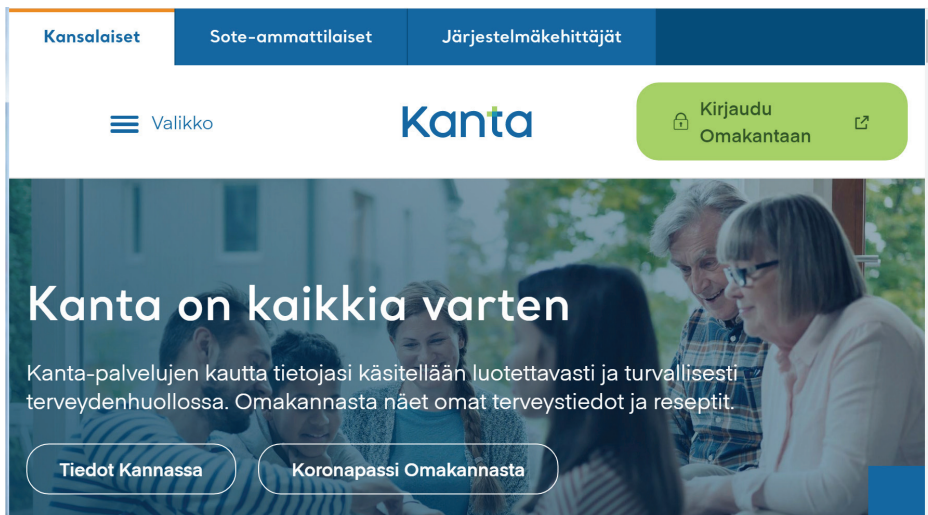 Kansalaiset
Sote-ammattilaiset
Järjestelmäkehittäjät
Valikko
Kanta
Kirjaudu
Omakantaan
Kanta on kaikkia varten
Kanta-palvelujen kautta tietojasi käsitellään luotettavasti ja turvallisesti
terveydenhuollossa. Omakannasta näet omat terveystiedot ja reseptit.
Tiedot Kannassa
Koronapassi Omakannasta